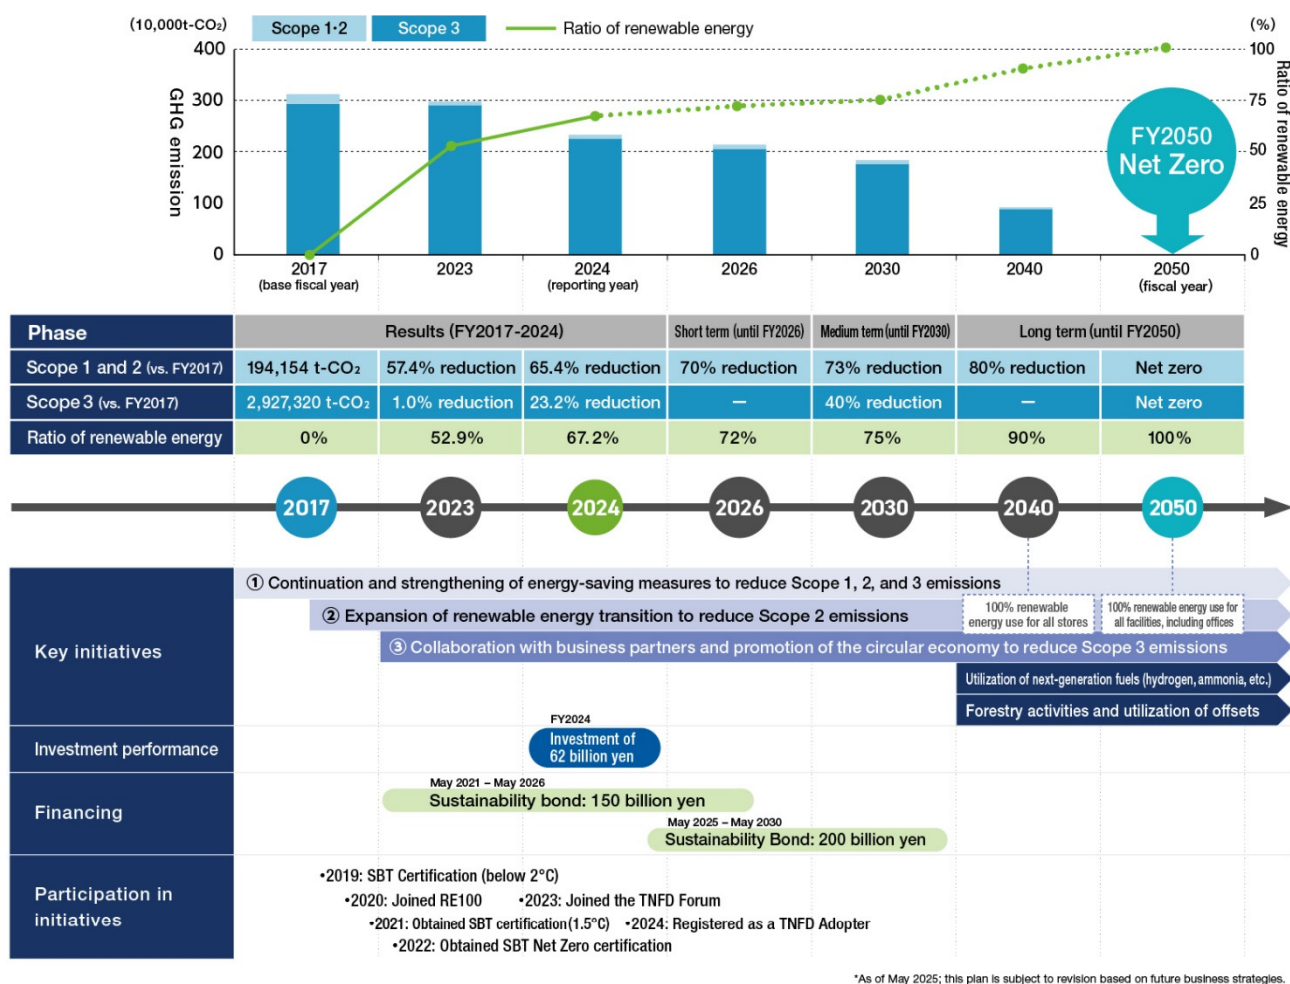 (10,000t-CO₂)
Scope 1·2
Scope 3
Ratio of renewable energy
(%)
400
300
200
100
0
GHG emission
100
75
50
25
0
Ratio of renewable energy
FY2050
Net Zero
2017
(base fiscal year)
2023
2024
(reporting year)
2026
2030
2040
2050
(fiscal year)
Phase
Results (FY2017-2024)
Short term (until FY2026)
Medium term (until FY2030)
Long term (until FY2050)
Scope 1 and 2 (vs. FY2017)
194,154 t-CO₂
57.4% reduction
65.4% reduction
70% reduction
73% reduction
80% reduction
Net zero
Scope 3 (vs. FY2017)
2,927,320 t-CO₂
1.0% reduction
23.2% reduction
—
40% reduction
—
Net zero
Ratio of renewable energy
0%
52.9%
67.2%
72%
75%
90%
100%
2017
2023
2024
2026
2030
2040
2050
Key initiatives
① Continuation and strengthening of energy-saving measures to reduce Scope 1, 2, and 3 emissions
② Expansion of renewable energy transition to reduce Scope 2 emissions
100% renewable
energy use for all stores
100% renewable energy use for
all facilities, including offices
③ Collaboration with business partners and promotion of the circular economy to reduce Scope 3 emissions
Utilization of next-generation fuels (hydrogen, ammonia, etc.)
Forestry activities and utilization of offsets
Investment performance
FY2024
Investment of
62 billion yen
Financing
May 2021 – May 2026
Sustainability bond: 150 billion yen
May 2025 – May 2030
Sustainability Bond: 200 billion yen
Participation in
initiatives
•2019: SBT Certification (below 2°C)
•2020: Joined RE100
•2023: Joined the TNFD Forum
•2021: Obtained SBT certification (1.5°C)
•2024: Registered as a TNFD Adopter
•2022: Obtained SBT Net Zero certification
*As of May 2025; this plan is subject to revision based on future business strategies.